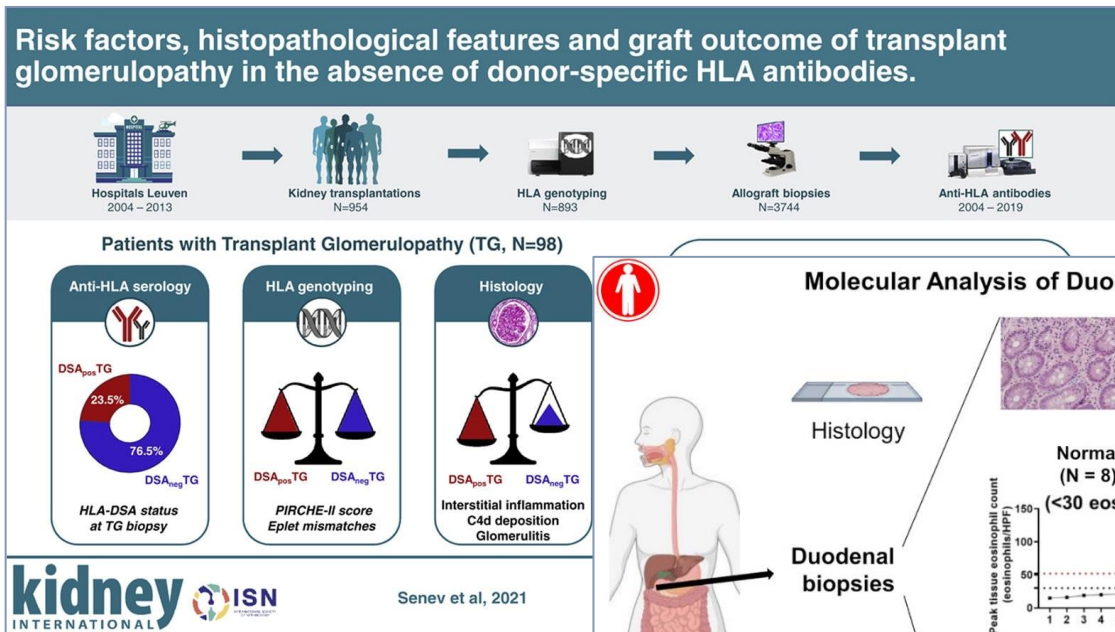 Risk factors, histopathological features and graft outcome of transplant
glomerulopathy in the absence of donor-specific HLA antibodies.
HOSPITAL
Hospitals Leuven
2004 – 2013
Kidney transplantations
N=954
HLA genotyping
N=893
Allograft biopsies
N=3744
Anti-HLA antibodies
2004 – 2019
Patients with Transplant Glomerulopathy (TG, N=98)
Anti-HLA serology
DSAposTG
23.5%
76.5%
DSAnegTG
HLA-DSA status
at TG biopsy
HLA genotyping
DSAposTG
DSAnegTG
PIRCHE-II score
Eplet mismatches
Histology
DSAposTG
DSAnegTG
Interstitial inflammation
C4d deposition
Glomerulitis
kidney
INTERNATIONAL
ISN
Senev et al, 2021
Molecular Analysis of Duo
Histology
Duodenal
biopsies
Norma
(N = 8)
(<30 eos
Peak tissue eosinophil count
(eosinophils/HPF)
150
100
50
0
1 2 3 4